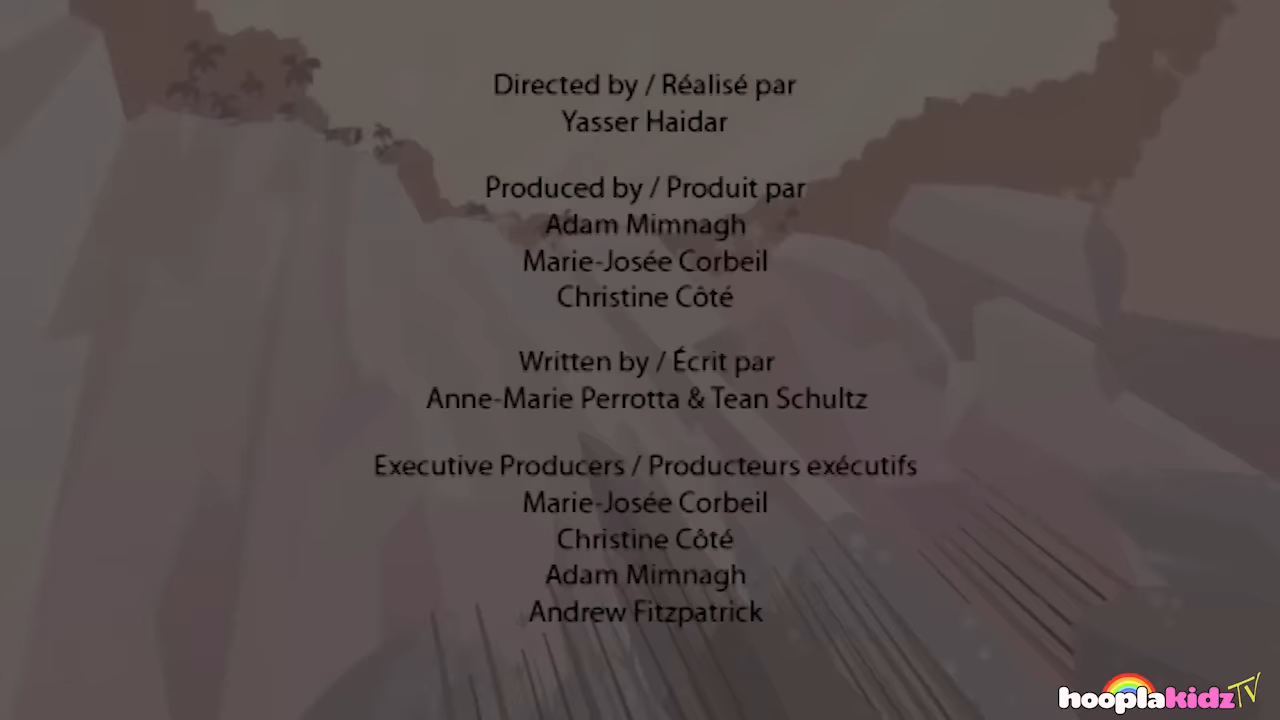 Directed by / Réalisé par
Yasser Haidar
Produced by / Produit par
Adam Mimnagh
Marie-Josée Corbeil
Christine Côté
Written by / Écrit par
Anne-Marie Perrotta & Tean Schultz
Executive Producers / Producteurs exécutifs
Marie-Josée Corbeil
Christine Côté
Adam Mimnagh
Andrew Fitzpatrick
hooplakidz TV